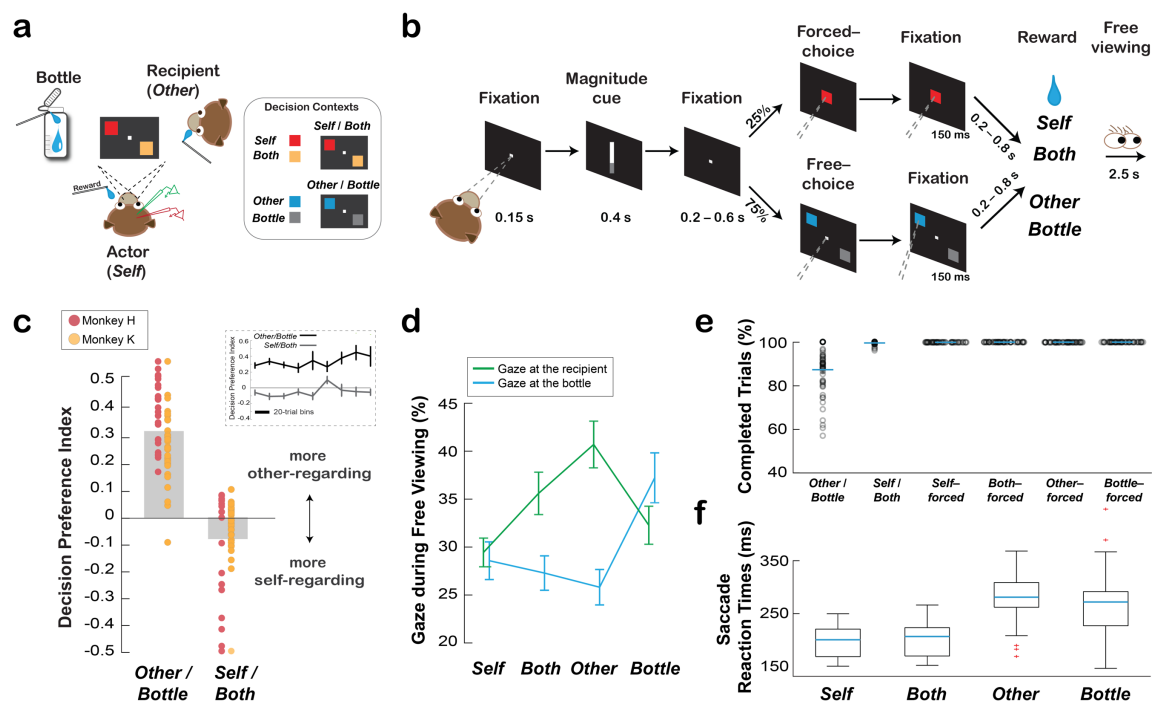 a
Bottle
Recipient
(Other)
Reward
Actor
(Self)
Decision Contexts
Self / Both
Self
Both
Other / Bottle
Other
Bottle
b
Fixation
0.15 s
Magnitude
cue
0.4 s
Fixation
0.2 – 0.6 s
25%
75%
Forced–
choice
Fixation
150 ms
0.2 – 0.8 s
Free–
choice
Fixation
150 ms
0.2 – 0.8 s
Reward
Self
Both
Other
Bottle
Free
viewing
2.5 s
c
Monkey H
Monkey K
Decision Preference Index
0.5
0.4
0.3
0.2
0.1
0
-0.1
-0.2
-0.3
-0.4
-0.5
Other /
Bottle
Self /
Both
Other/Bottle
Self/Both
Decision Preference Index
0.6
0.4
0.2
0
-0.2
-0.4
20-trial bins
more
other-regarding
more
self-regarding
d
Gaze at the recipient
Gaze at the bottle
Gaze during Free Viewing (%)
45
40
35
30
25
20
Self
Both
Other
Bottle
e
Completed Trials (%)
100
80
60
40
Other /
Bottle
Self /
Both
Self–
forced
Both–
forced
Other–
forced
Bottle–
forced
f
Saccade
Reaction Times (ms)
350
250
150
Self
Both
Other
Bottle